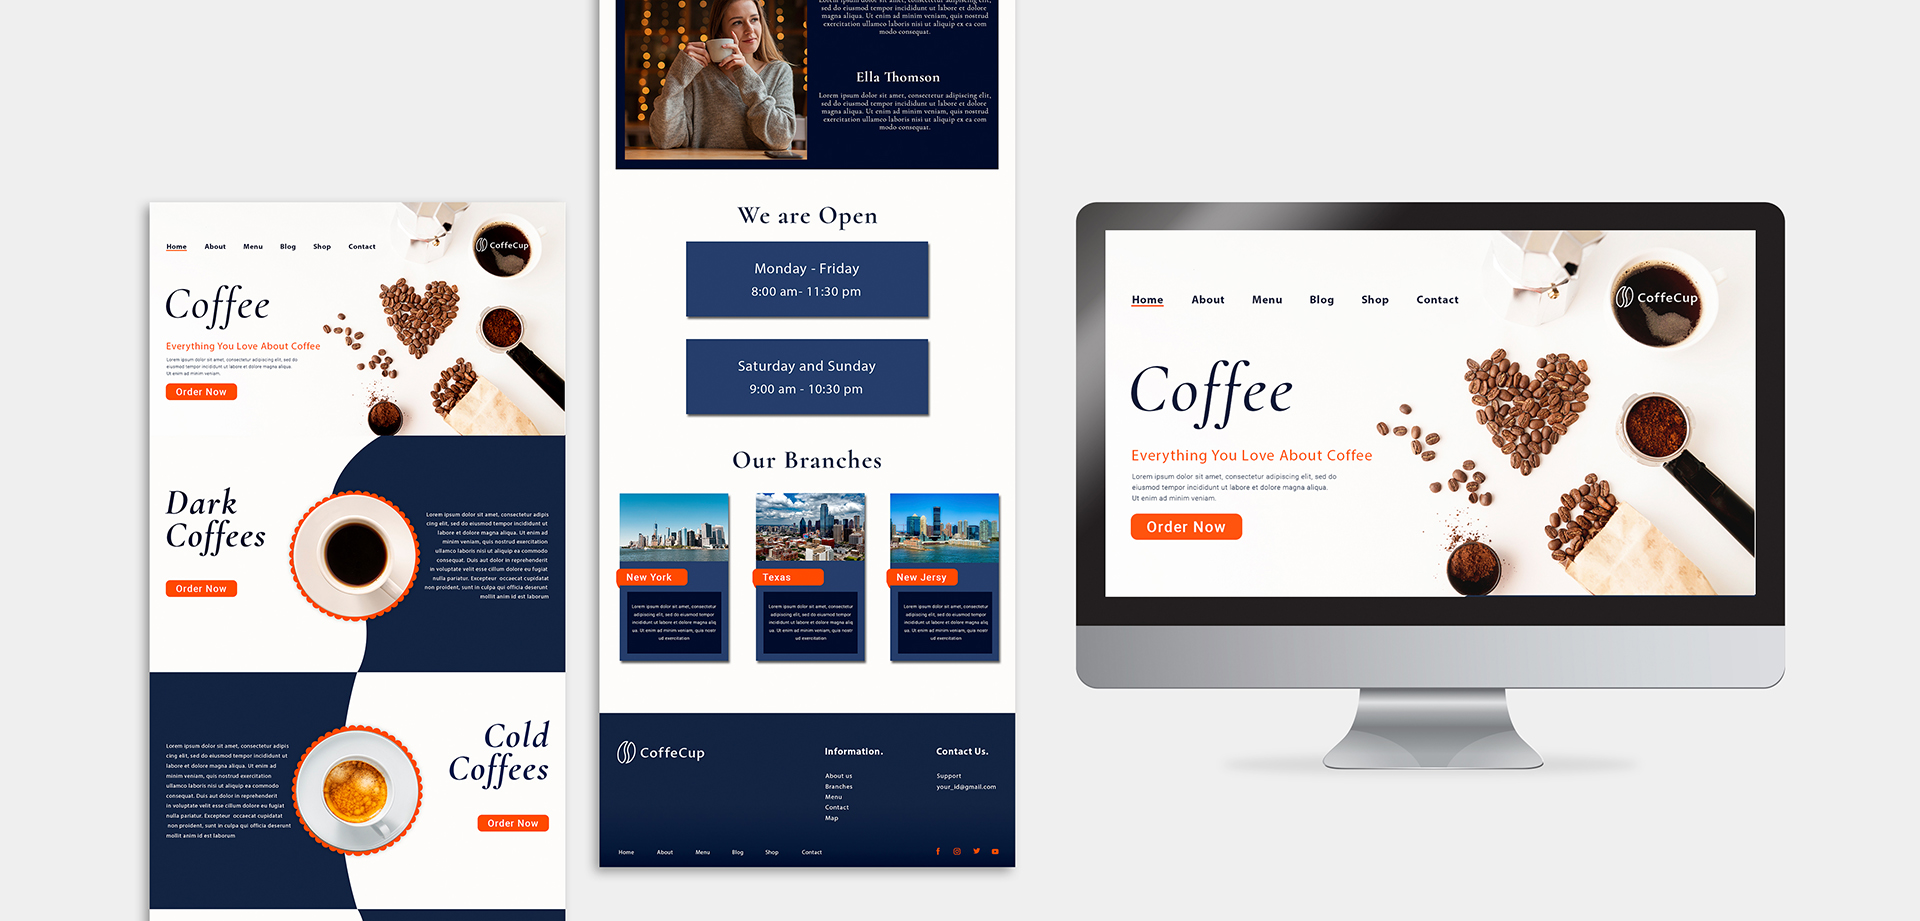 Home About Menu Blog Shop Contact
CoffeCup
Coffee
Everything You Love About Coffee
Lorem ipsum dolor sit amet, consectetur adipiscing elit, sed do
eiusmod tempor incididunt ut labore et dolore magna aliqua.
Ut enim ad minim veniam.
Order Now
Dark
Coffees
Order Now
Lorem ipsum dolor sit amet, consectetur adipiscing
cing elit, sed do eiusmod tempor incididunt ut
labore et dolore magna aliqua. Ut enim ad
minim veniam, quis nostrud exercitation
ullamco laboris nisi ut aliquip ea commodo
consequat. Duis aut dolor in reprehenderit
in voluptate velit esse cillum dolore eu fugiat
nulla pariatur. Excepteur occaecat cupidatat
non proident, sunt in culpa qui officia deserunt
mollit anim id est laborum
Lorem ipsum dolor sit amet, consectetur adipis
cing elit, sed do eiusmod tempor incididunt ut
labore et dolore magna aliqua. Ut enim ad
minim veniam, quis nostrud exercitation
ullamco laboris nisi ut aliquip ea commodo
consequat. Duis aut dolor in reprehenderit
in voluptate velit esse cillum dolore eu fugiat
nulla pariatur. Excepteur occaecat cupidatat
non proident, sunt in culpa qui officia deserunt
mollit anim id est laborum
Cold
Coffees
Order Now
magna aliqua. Ut enim ad minim veniam, quis nostrud
exercitation ullamco laboris nisi ut aliquip ex ea com
modo consequat.
Ella Thomson
Lorem ipsum dolor sit amet, consectetur adipiscing elit,
sed do eiusmod tempor incididunt ut labore et dolore
magna aliqua. Ut enim ad minim veniam, quis nostrud
exercitation ullamco laboris nisi ut aliquip ex ea com
modo consequat.
We are Open
Monday - Friday
8:00 am- 11:30 pm
Saturday and Sunday
9:00 am - 10:30 pm
Our Branches
New York
Lorem ipsum dolor sit amet, consectetur
adipiscing elit, sed do eiusmod tempor
incididunt ut labore et dolore magna aliq
ua. Ut enim ad minim veniam, quis nostr
ud exercitation
Texas
Lorem ipsum dolor sit amet, consectetur
adipiscing elit, sed do eiusmod tempor
incididunt ut labore et dolore magna aliq
ua. Ut enim ad minim veniam, quis nostr
ud exercitation
New Jersy
Lorem ipsum dolor sit amet, consectetur
adipiscing elit, sed do eiusmod tempor
incididunt ut labore et dolore magna aliq
ua. Ut enim ad minim veniam, quis nostr
ud exercitation
CoffeCup
Information.
About us
Branches
Menu
Contact
Map
Contact Us.
Support
your_id@gmail.com
Home About Menu Blog Shop Contact
Home About Menu Blog Shop Contact
CoffeCup
Coffee
Everything You Love About Coffee
Lorem ipsum dolor sit amet, consectetur adipiscing elit, sed do
eiusmod tempor incididunt ut labore et dolore magna aliqua.
Ut enim ad minim veniam.
Order Now